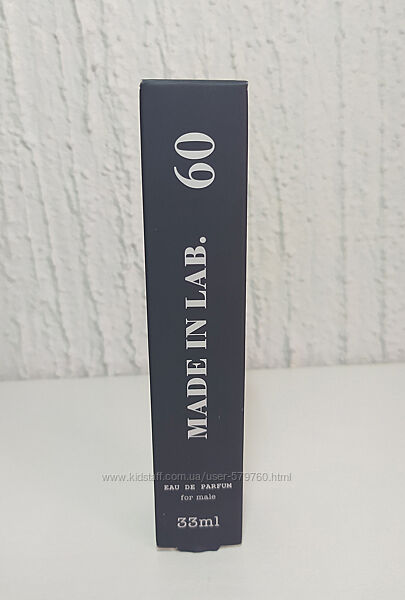 MADE IN LAB. 60
EAU DE PARFUM
for male
33ml
www.kidstaff.com.ua/user-579760.html